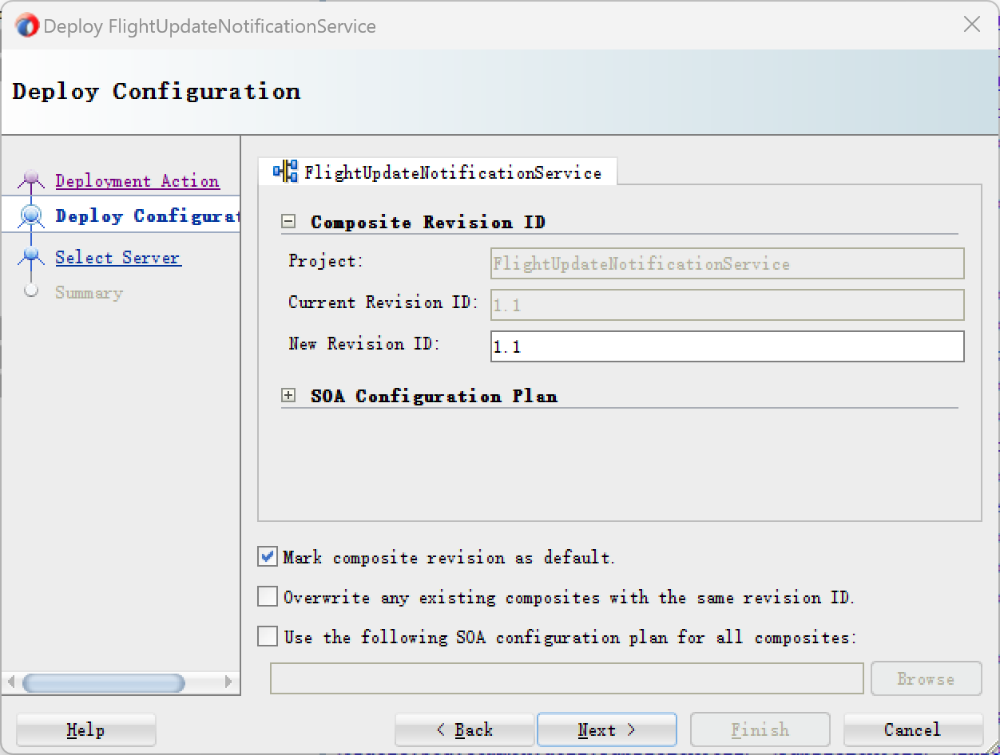 Deploy FlightUpdateNotificationService
Deploy Configuration
Deployment Action
Deploy Configurat
Select Server
Summary
FlightUpdateNotificationService
Composite Revision ID
Project:
FlightUpdateNotificationService
Current Revision ID:
1.1
New Revision ID:
1.1
SOA Configuration Plan
Mark composite revision as default.
Overwrite any existing composites with the same revision ID.
Use the following SOA configuration plan for all composites:
Browse
Help
< Back
Next >
Finish
Cancel